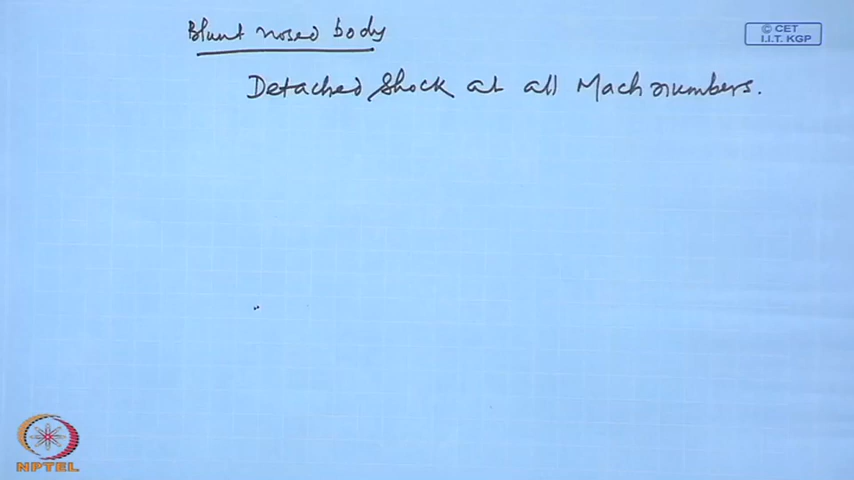 Blunt nosed body
© CET
I.I.T. KGP
Detached shock at all Mach numbers.
NPTEL